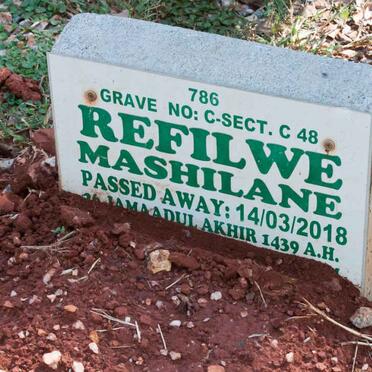 786
GRAVE NO: C-SECT. C 48
REFILWE
MASHILANE
PASSED AWAY: 14/03/2018
JAMAADUL AKHIR 1439 A.H.